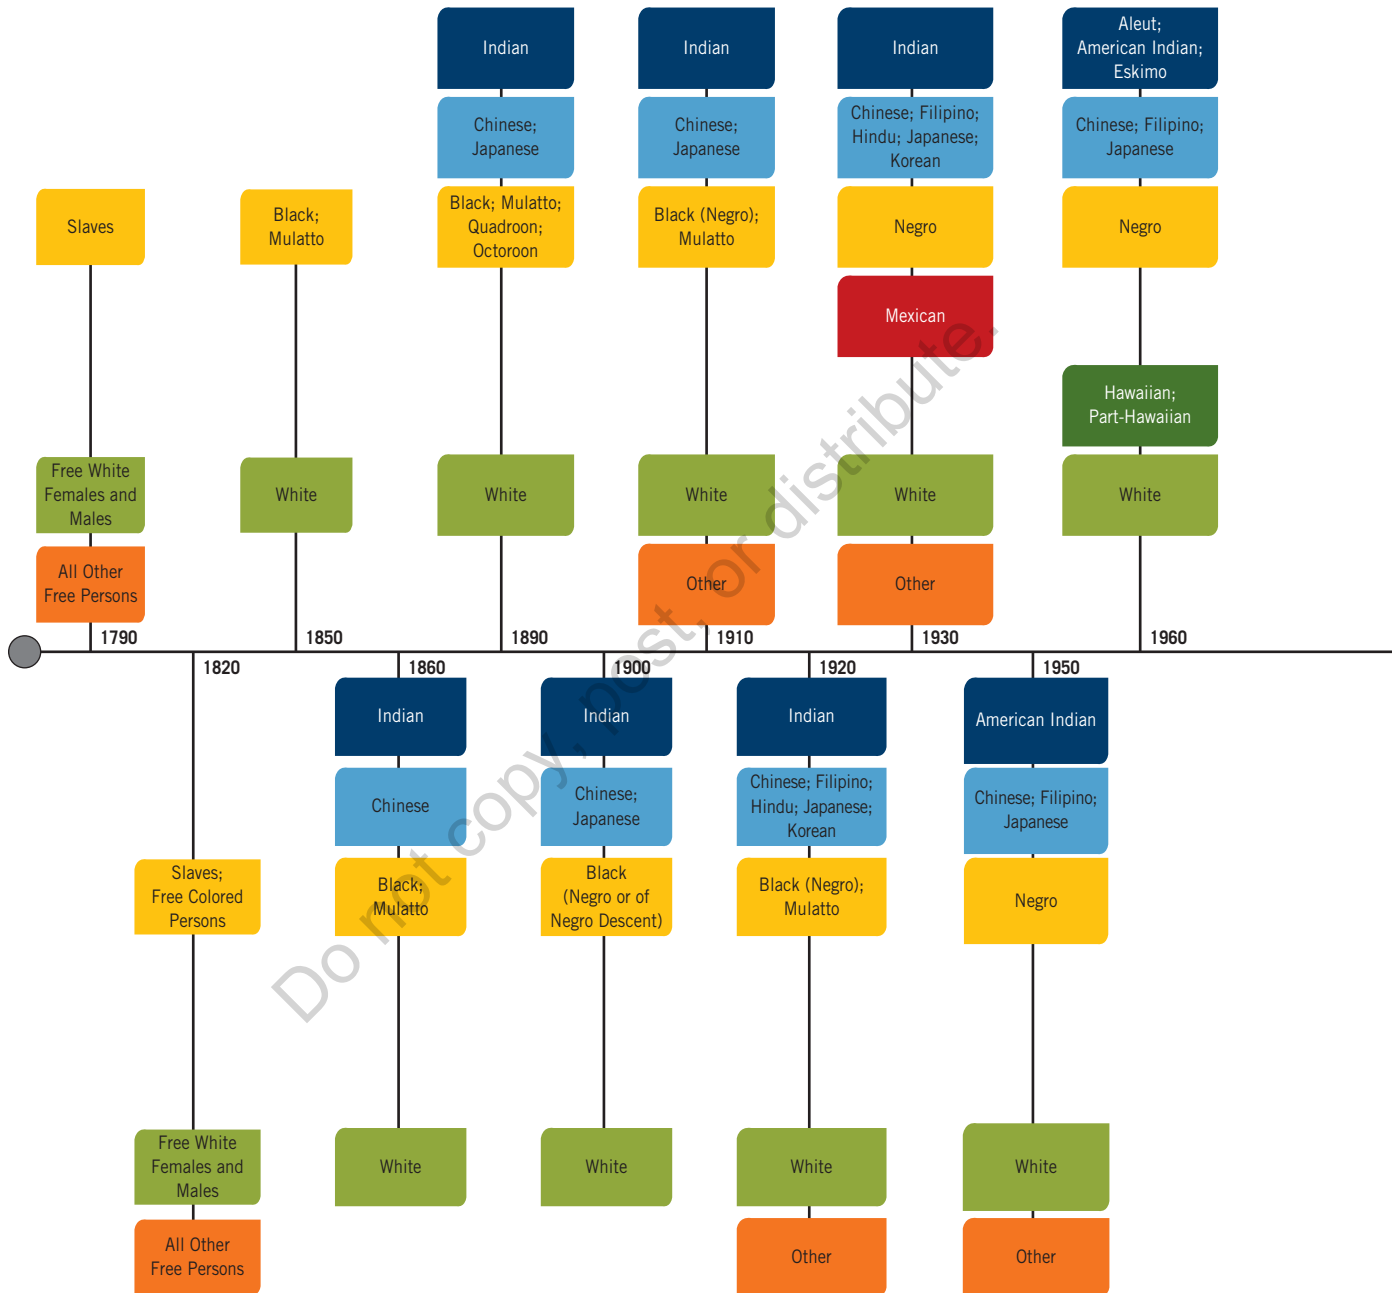 Indian
Chinese;
Japanese
Black; Mulatto;
Quadroon;
Octoroon
White
1890
Indian
Chinese;
Japanese
Black (Negro);
Mulatto
White
Other
1910
Indian
Chinese; Filipino;
Hindu; Japanese;
Korean
Negro
Mexican
White
Other
1930
Aleut;
American Indian;
Eskimo
Chinese; Filipino;
Japanese
Negro
Hawaiian;
Part-Hawaiian
White
1960
Slaves
Free White
Females and
Males
All Other
Free Persons
1790
Black;
Mulatto
White
1850
1820
Slaves;
Free Colored
Persons
Free White
Females and
Males
All Other
Free Persons
1860
Indian
Chinese
Black;
Mulatto
White
1900
Indian
Chinese;
Japanese
Black
(Negro or of
Negro Descent)
White
1920
Indian
Chinese; Filipino;
Hindu; Japanese;
Korean
Black (Negro);
Mulatto
White
Other
1950
American Indian
Chinese; Filipino;
Japanese
Negro
White
Other
Do not copy, post, or distribute.